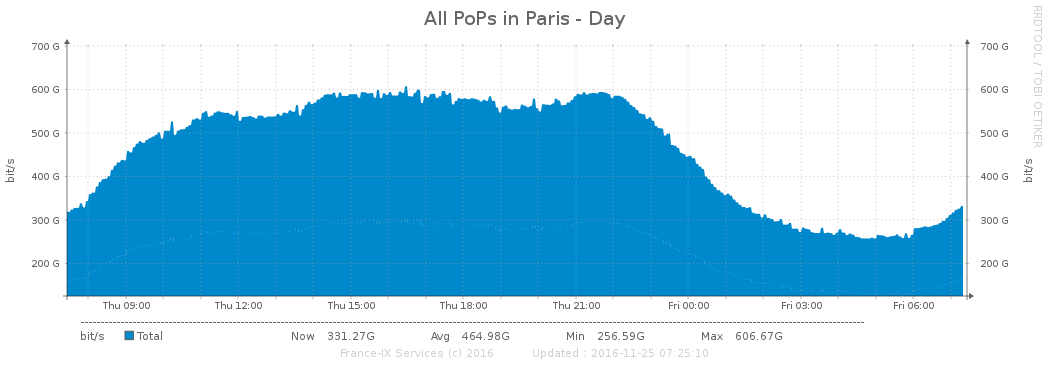 All PoPs in Paris - Day
RRDTOOL / TOBI OETIKER
700 G 700 G
600 G 600 G
500 G 500 G
400 G 400 G
300 G 300 G
200 G 200 G
bit/s
bit/s
Thu 09:00 Thu 12:00 Thu 15:00 Thu 18:00 Thu 21:00 Fri 00:00 Fri 03:00 Fri 06:00
bit/s Total Now 331.27G Avg 464.98G Min 256.59G Max 606.67G
France-IX Services (c) 2016 Updated : 2016-11-25 07:25:10